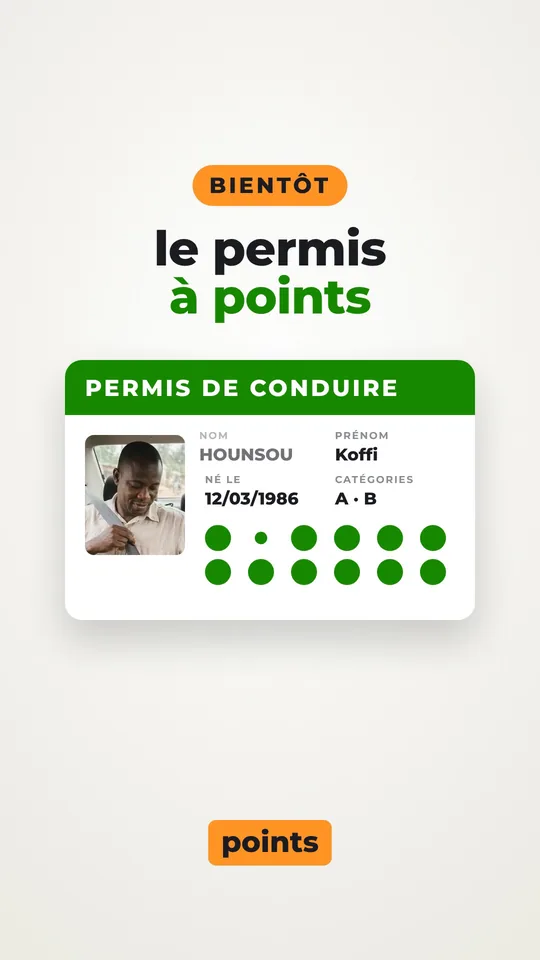 BIENTÔT
le permis
à points
PERMIS DE CONDUIRE
NOM PRÉNOM
HOUNSOU Koffi
NÉ LE CATÉGORIES
12/03/1986 A · B
points